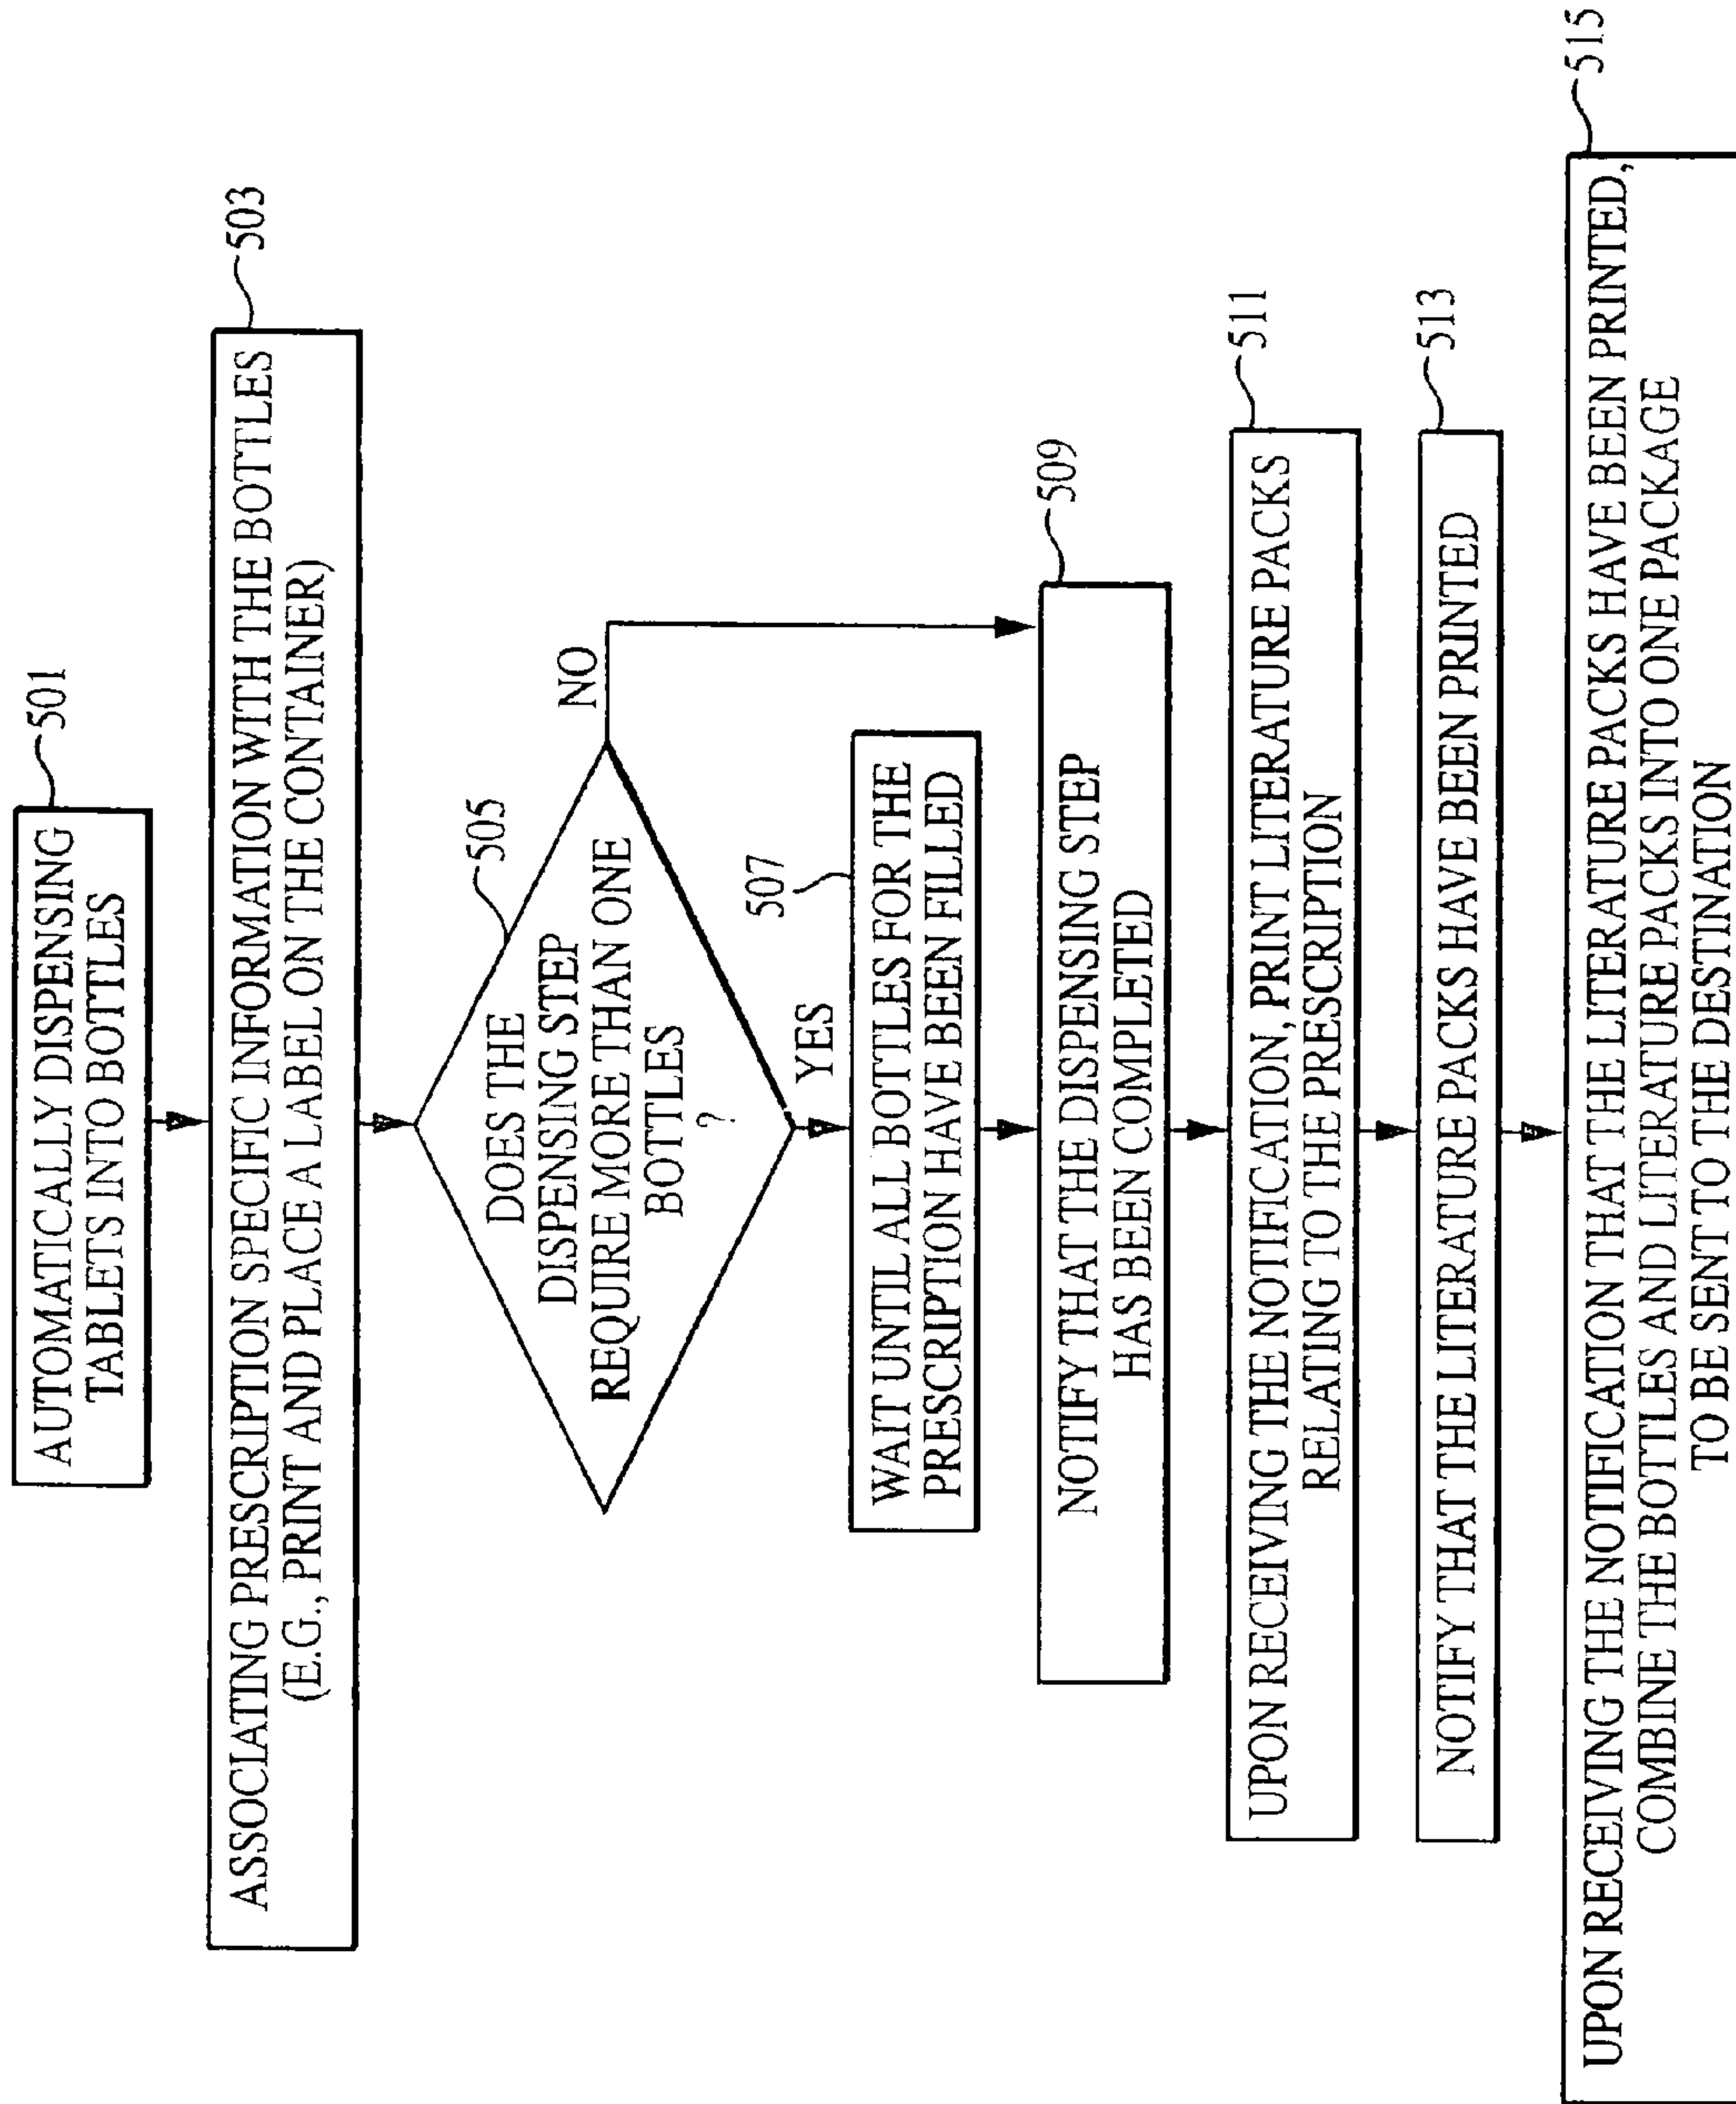 AUTOMATICALLY DISPENSING
TABLETS INTO BOTTLES
501
ASSOCIATING PRESCRIPTION SPECIFIC INFORMATION WITH THE BOTTLES
(E.G., PRINT AND PLACE A LABEL ON THE CONTAINER)
503
DOES THE
DISPENSING STEP
REQUIRE MORE THAN ONE
BOTTLES
?
505
NO
YES
507
WAIT UNTIL ALL BOTTLES FOR THE
PRESCRIPTION HAVE BEEN FILLED
NOTIFY THAT THE DISPENSING STEP
HAS BEEN COMPLETED
509
UPON RECEIVING THE NOTIFICATION, PRINT LITERATURE PACKS
RELATING TO THE PRESCRIPTION
511
NOTIFY THAT THE LITERATURE PACKS HAVE BEEN PRINTED
513
UPON RECEIVING THE NOTIFICATION THAT THE LITERATURE PACKS HAVE BEEN PRINTED,
COMBINE THE BOTTLES AND LITERATURE PACKS INTO ONE PACKAGE
TO BE SENT TO THE DESTINATION
515